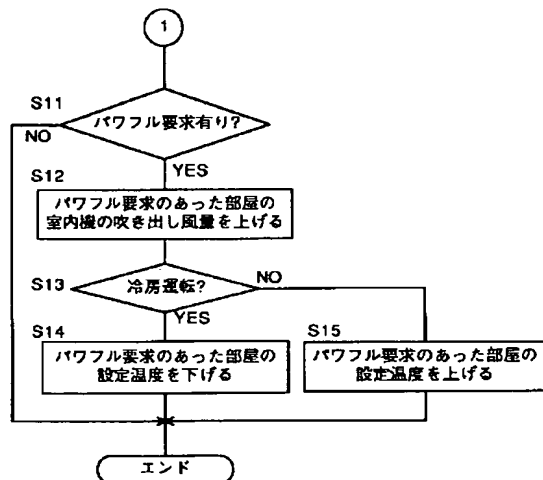 1
S11
パワフル要求有り?
NO
YES
S12
パワフル要求のあった部屋の
室内機の吹き出し風量を上げる
S13
冷房運転?
NO
YES
S14
パワフル要求のあった部屋の
設定温度を下げる
S15
パワフル要求のあった部屋の
設定温度を上げる
エンド